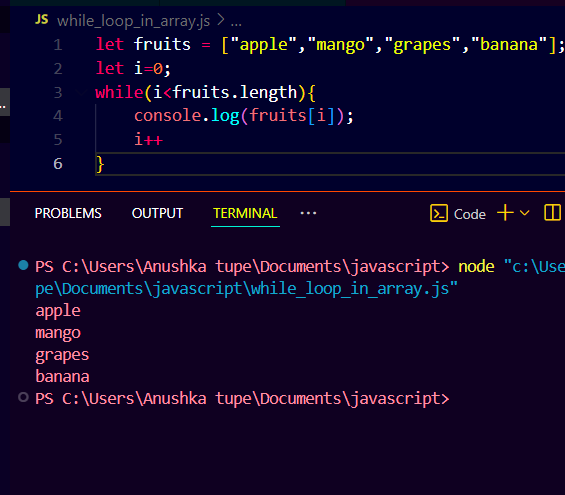 JS while_loop_in_array.js > ...
1 let fruits = ["apple","mango","grapes","banana"];
2 let i=0;
3 while(i<fruits.length){
4 console.log(fruits[i]);
5 i++
6 }
PROBLEMS OUTPUT TERMINAL ... Code
PS C:\Users\Anushka tupe\Documents\javascript> node "c:\Use
pe\Documents\javascript\while_loop_in_array.js"
apple
mango
grapes
banana
PS C:\Users\Anushka tupe\Documents\javascript>